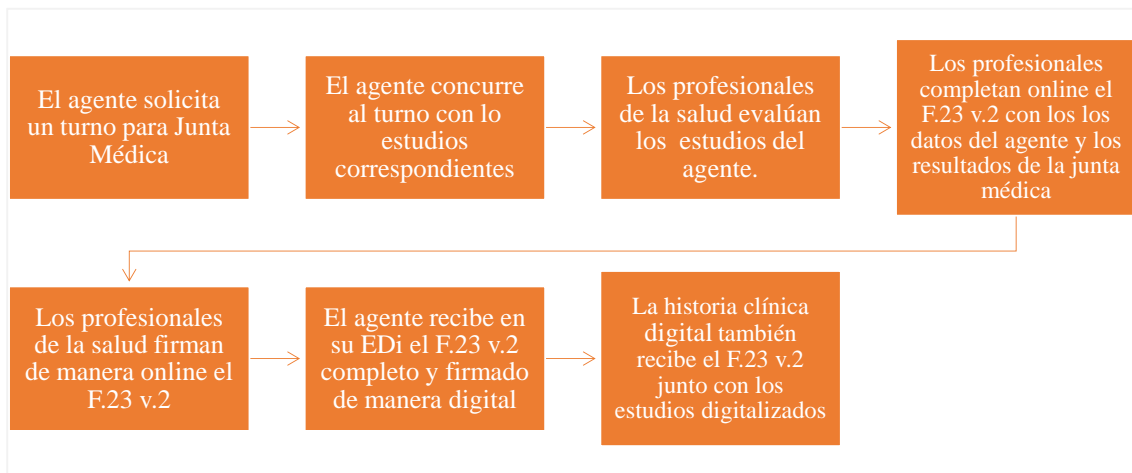 El agente solicita
un turno para Junta
Médica
El agente concurre
al turno con lo
estudios
correspondientes
Los profesionales
de la salud evalúan
los estudios del
agente.
Los profesionales
completan online el
F.23 v.2 con los los
datos del agente y los
resultados de la junta
médica
Los profesionales
de la salud firman
de manera online el
F.23 v.2
El agente recibe en
su EDi el F.23 v.2
completo y firmado
de manera digital
La historia clínica
digital también
recibe el F.23 v.2
junto con los
estudios digitalizados